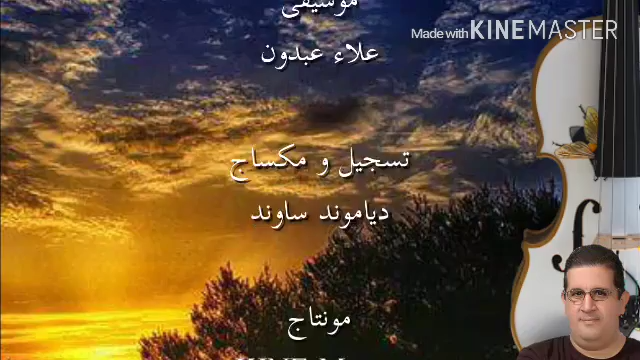 موسيقى
Made with KINEMASTER
علاء عبدون
تسجيل و مكساج
دياموند ساوند
مونتاج